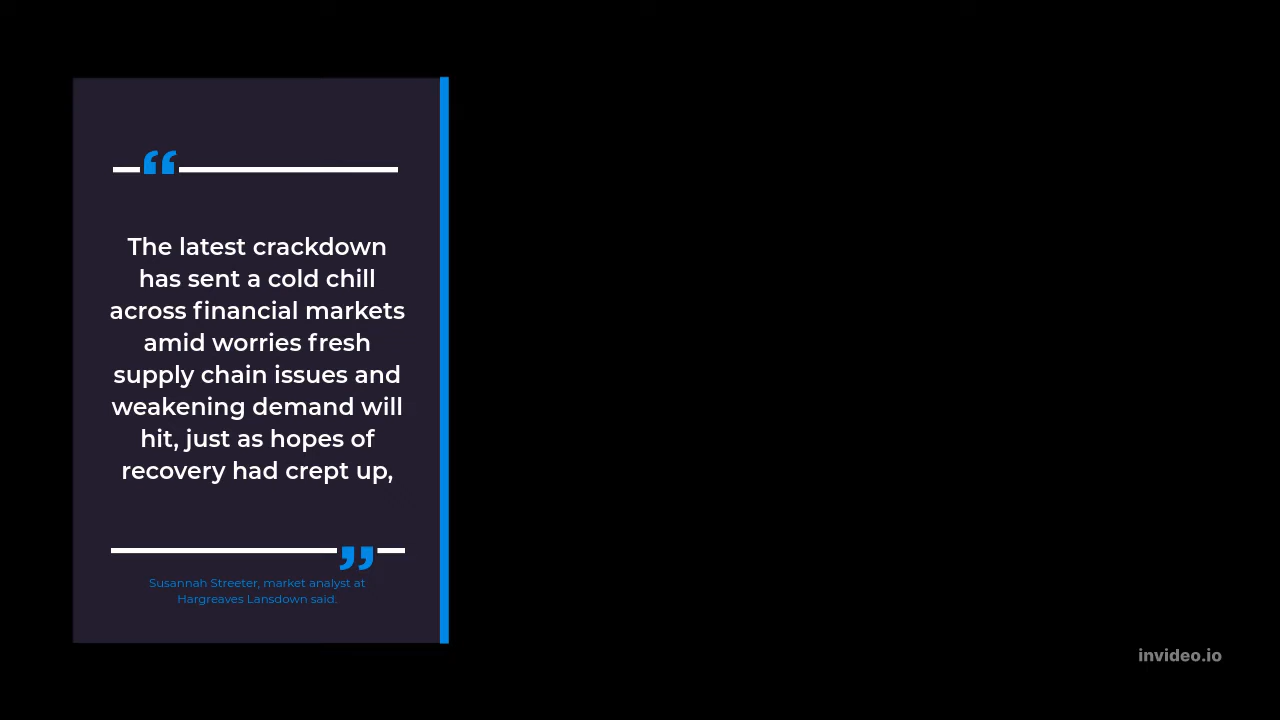 “
The latest crackdown
has sent a cold chill
across financial markets
amid worries fresh
supply chain issues and
weakening demand will
hit, just as hopes of
recovery had crept up,
”
Susannah Streeter, market analyst at
Hargreaves Lansdown said.
invideo.io